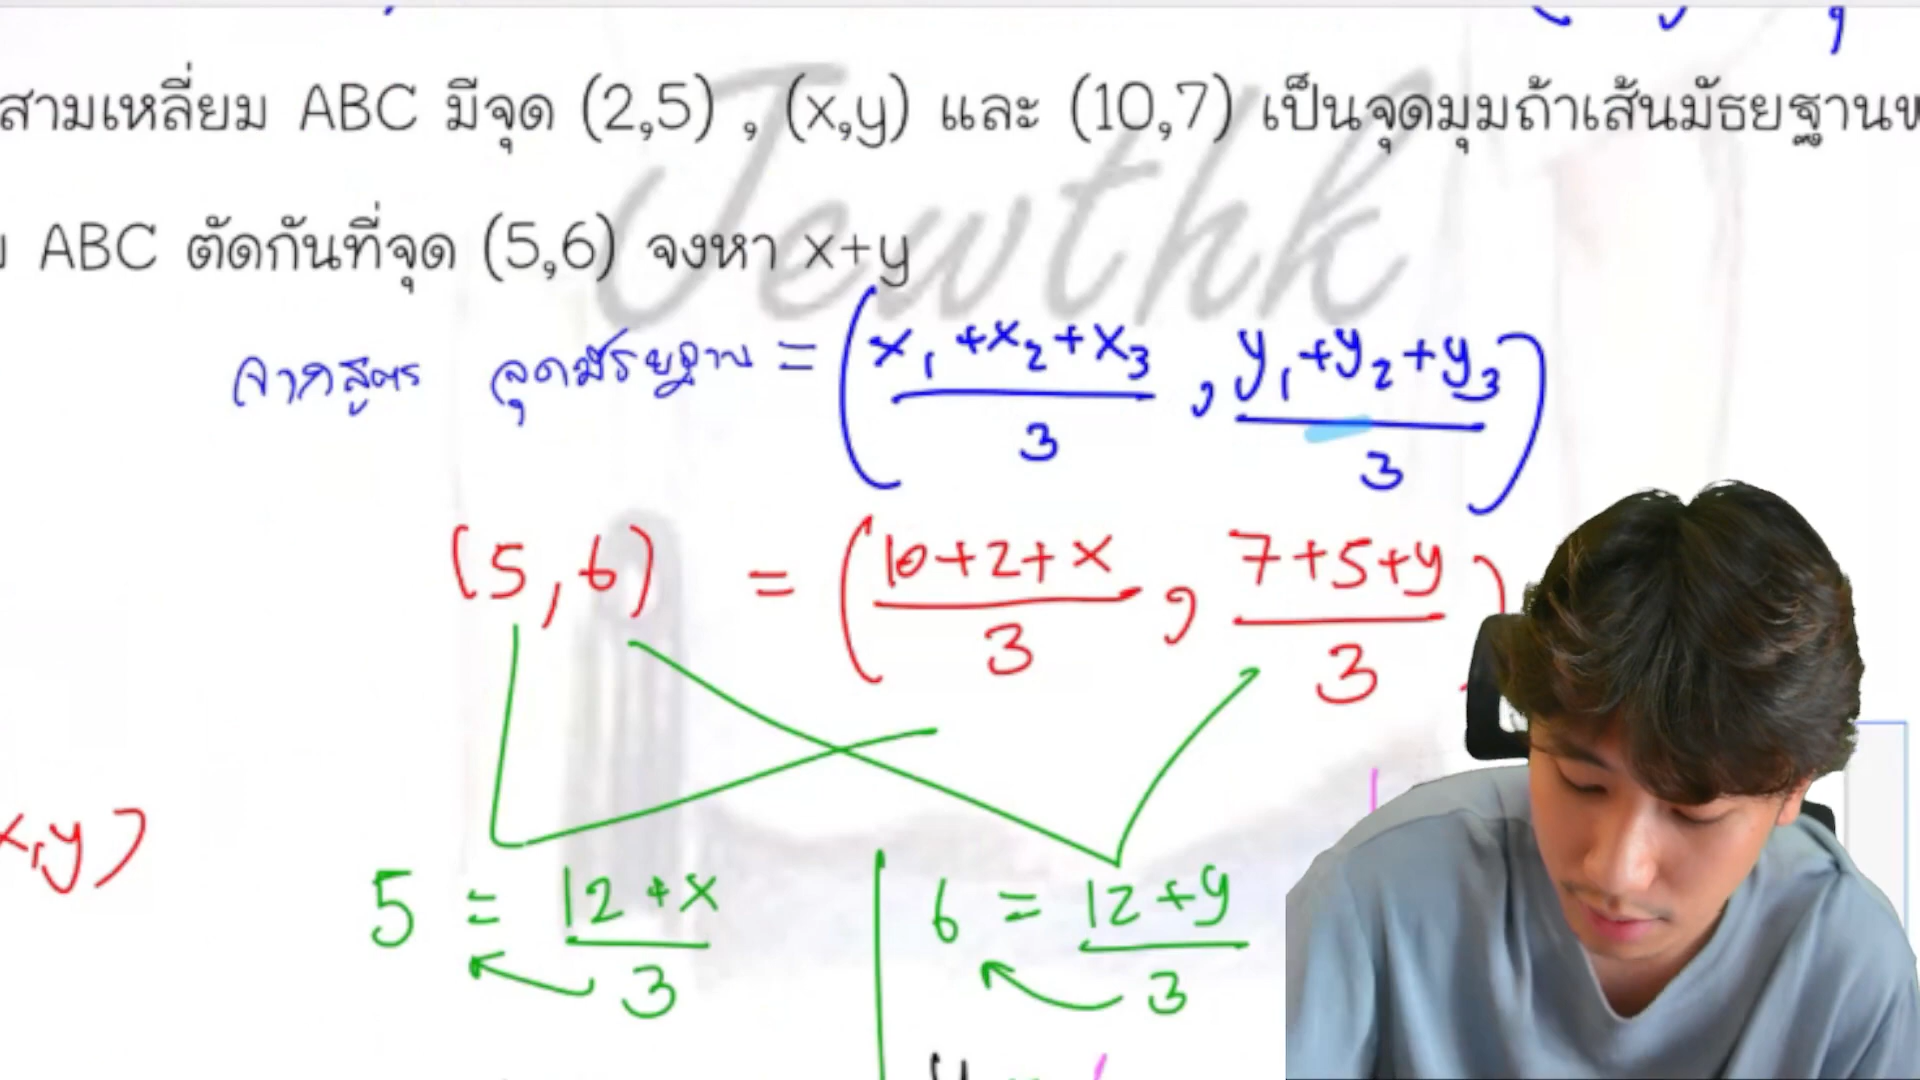 สามเหลี่ยม ABC มีจุด (2,5) , (x,y) และ (10,7) เป็นจุดมุมถ้าเส้นมัธยฐาน
ABC ตัดกันที่จุด (5,6) จงหา x+y
Jewthk
จากสูตร จุดมัธยฐาน = (x₁+x₂+x₃/3 , y₁+y₂+y₃/3)
(5,6) = (10+2+x/3 , 7+5+y/3)
x,y)
5 = 12+x/3 6 = 12+y/3